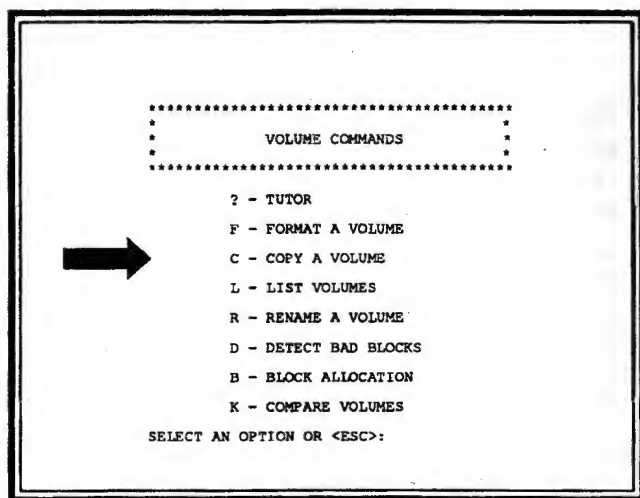 ****************************************
* *
* VOLUME COMMANDS *
* *
****************************************
? - TUTOR
F - FORMAT A VOLUME
C - COPY A VOLUME
L - LIST VOLUMES
R - RENAME A VOLUME
D - DETECT BAD BLOCKS
B - BLOCK ALLOCATION
K - COMPARE VOLUMES
SELECT AN OPTION OR <ESC>: